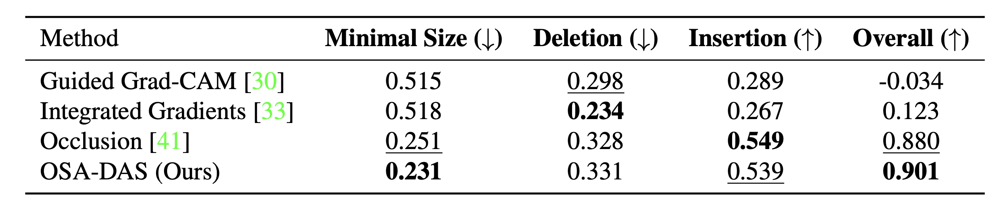 Method Minimal Size (↓) Deletion (↓) Insertion (↑) Overall (↑)
Guided Grad-CAM [30] 0.515 0.298 0.289 -0.034
Integrated Gradients [33] 0.518 0.234 0.267 0.123
Occlusion [41] 0.251 0.328 0.549 0.880
OSA-DAS (Ours) 0.231 0.331 0.539 0.901